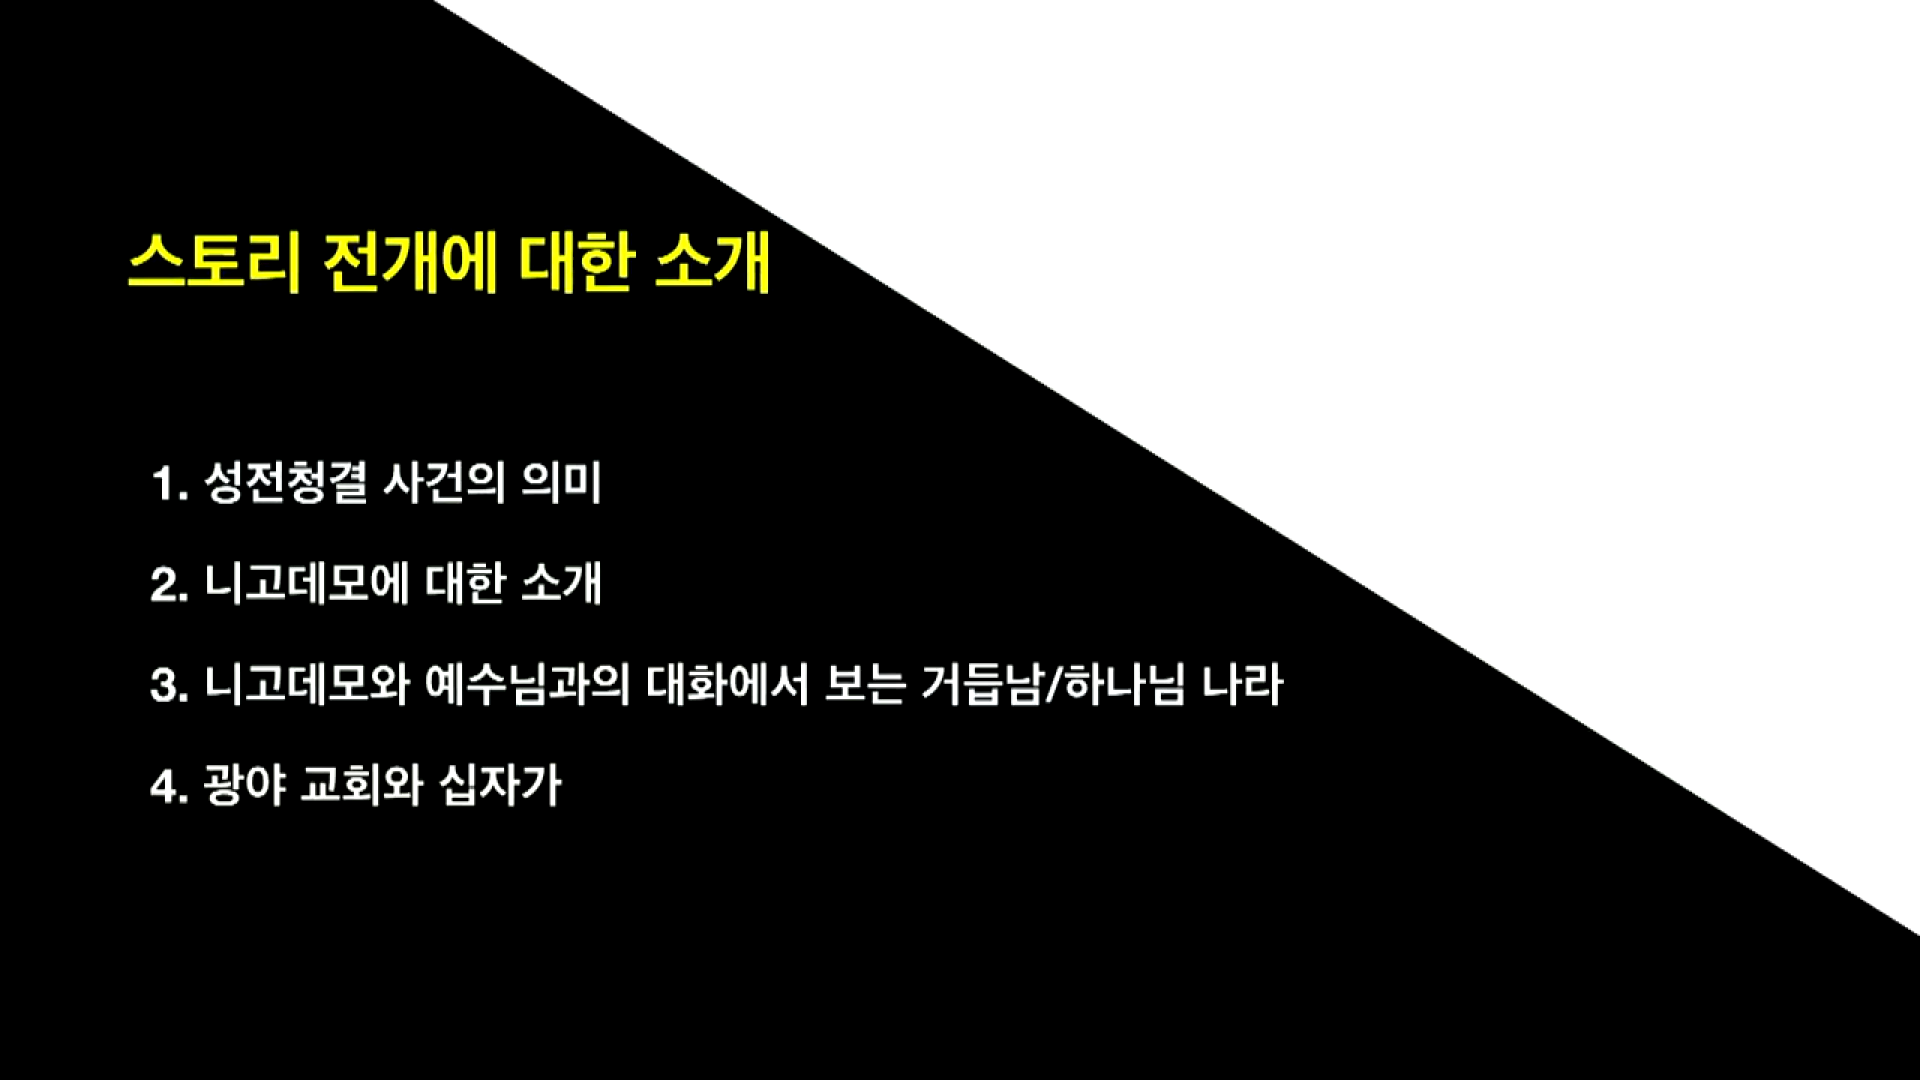 스토리 전개에 대한 소개
1. 성전청결 사건의 의미
2. 니고데모에 대한 소개
3. 니고데모와 예수님과의 대화에서 보는 거듭남/하나님 나라
4. 광야 교회와 십자가